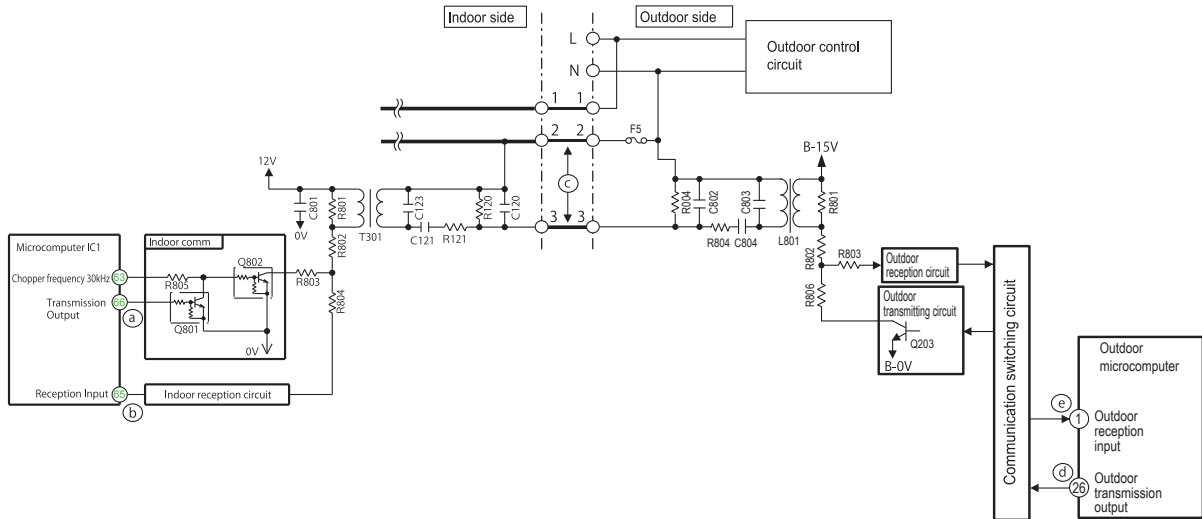 Indoor side
Outdoor side
L
N
Outdoor control
circuit
1
1
2
2
F5
B-15V
12V
C801
0V
R801
R802
T301
C123
C121
R121
R120
C120
c
3
3
R004
C802
C803
R804
C804
L801
R801
R802
R803
R806
Outdoor
reception circuit
Outdoor
transmitting circuit
Q203
B-0V
Communication switching circuit
Outdoor
microcomputer
e
1
Outdoor
reception
input
d
26
Outdoor
transmission
output
Microcomputer IC1
Chopper frequency 30kHz
63
Transmission
Output
66
a
Indoor comm
Q802
R805
Q801
0V
R803
R804
Reception Input
65
b
Indoor reception circuit